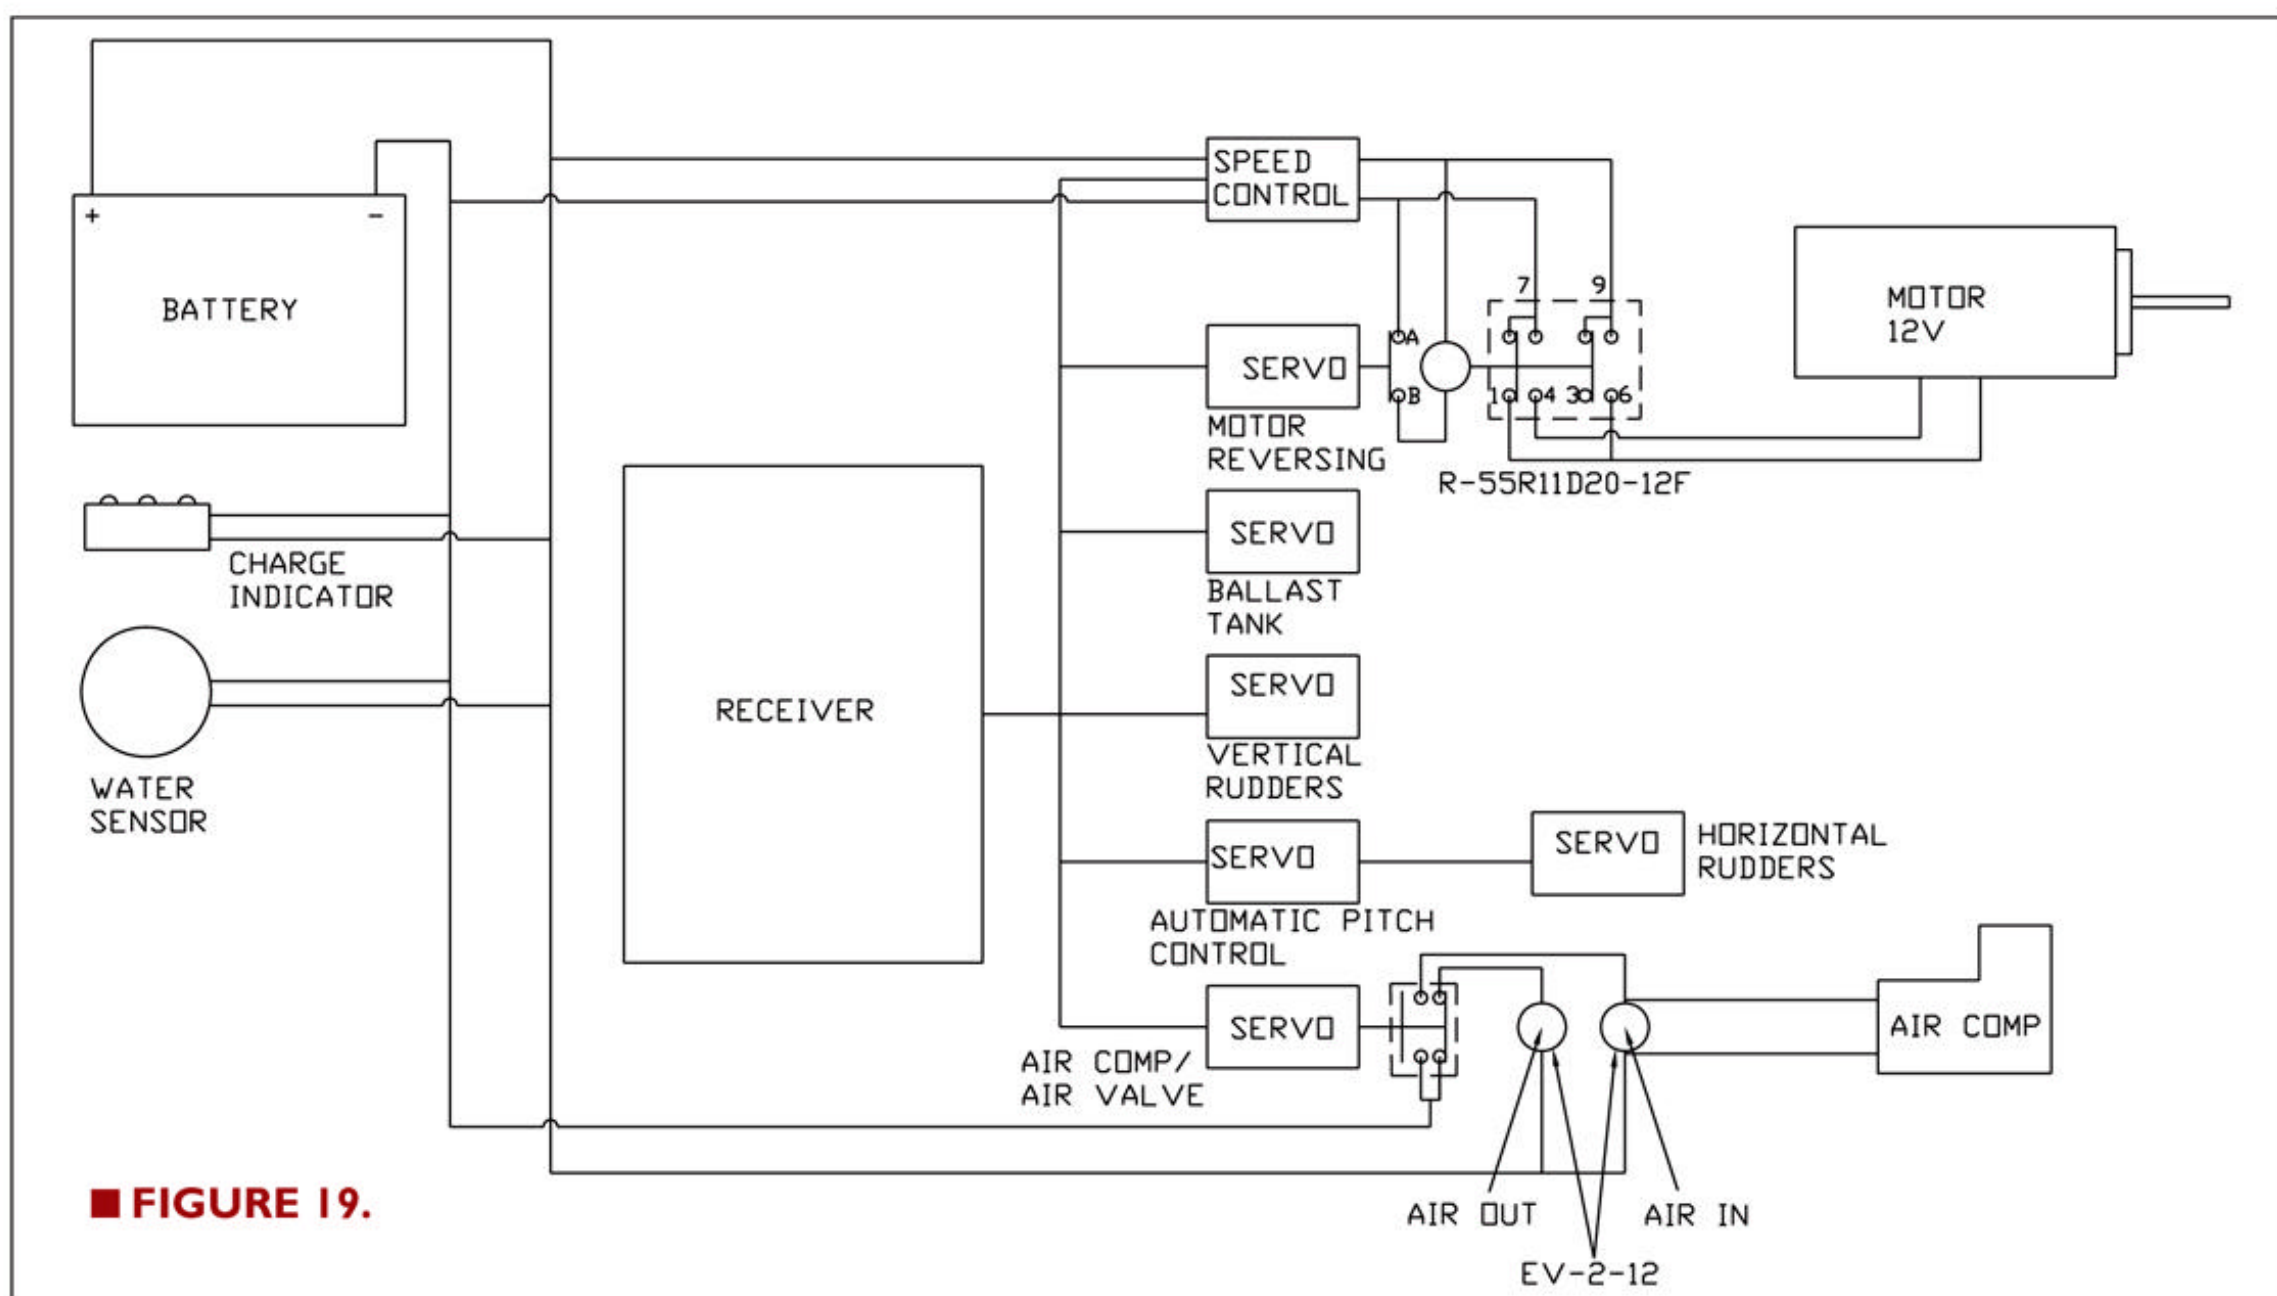 + -
BATTERY
CHARGE
INDICATOR
WATER
SENSOR
RECEIVER
SPEED
CONTROL
SERVO
MOTOR
REVERSING
A
B
7 9
1 4 3 6
R-55R11D20-12F
MOTOR
12V
SERVO
BALLAST
TANK
SERVO
VERTICAL
RUDDERS
SERVO
AUTOMATIC PITCH
CONTROL
SERVO
HORIZONTAL
RUDDERS
SERVO
AIR COMP/
AIR VALVE
AIR COMP
AIR OUT
AIR IN
EV-2-12
FIGURE 19.